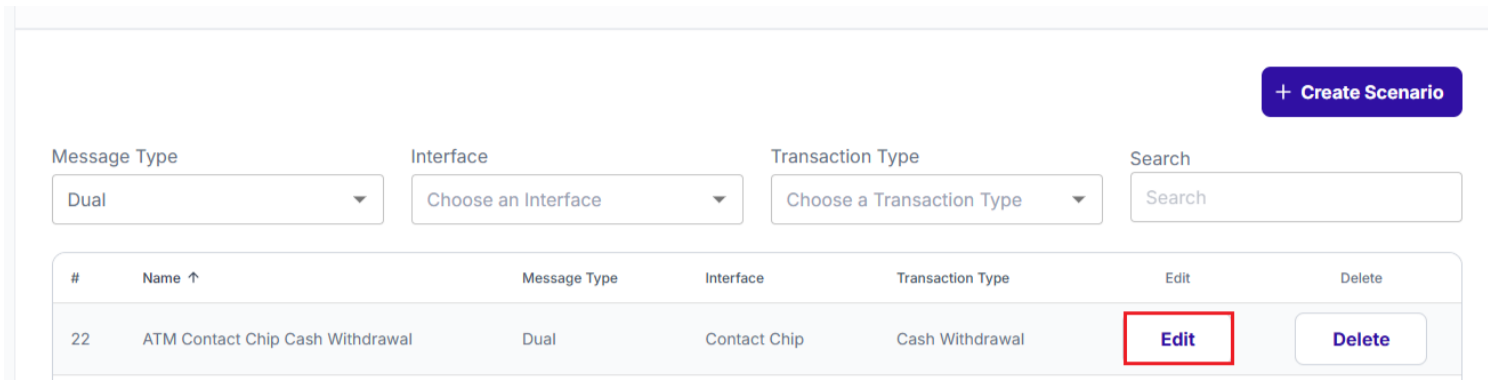 + Create Scenario
Message Type Interface Transaction Type Search
Dual Choose an Interface Choose a Transaction Type Search
# Name ↑ Message Type Interface Transaction Type Edit Delete
22 ATM Contact Chip Cash Withdrawal Dual Contact Chip Cash Withdrawal Edit Delete